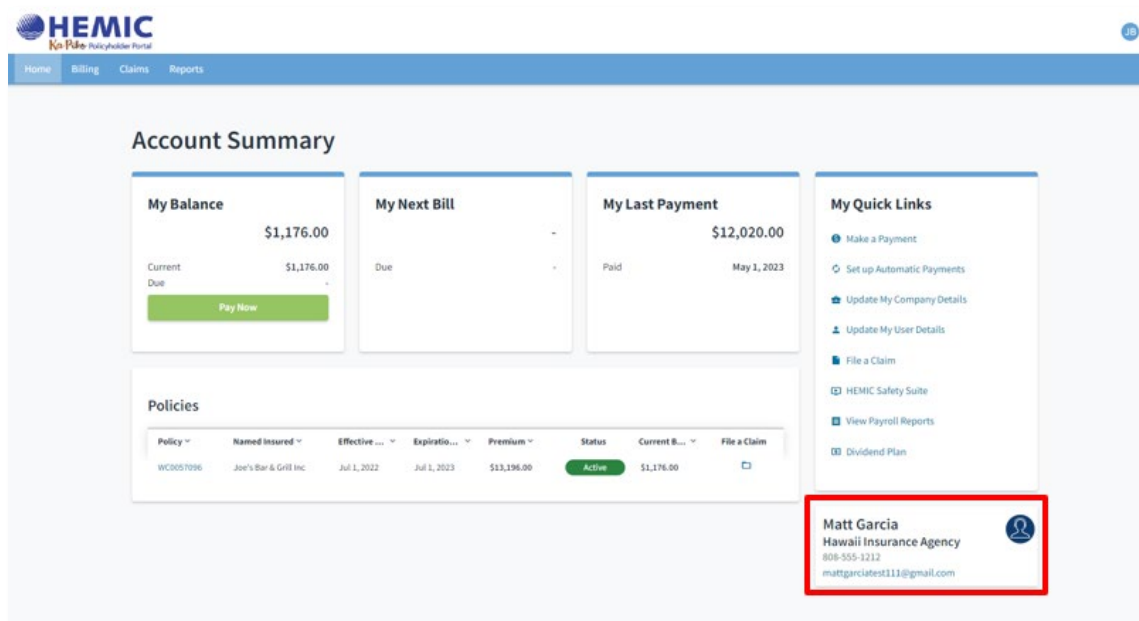 HEMIC
Ka Pāho Policyholder Portal
JB
Home Billing Claims Reports
Account Summary
My Balance
$1,176.00
Current $1,176.00
Due -
Pay Now
My Next Bill
-
Due -
My Last Payment
$12,020.00
Paid May 1, 2023
My Quick Links
Make a Payment
Set up Automatic Payments
Update My Company Details
Update My User Details
File a Claim
HEMIC Safety Suite
View Payroll Reports
Dividend Plan
Policies
Policy Named Insured Effective ... Expiratio... Premium Status Current B... File a Claim
WC0057096 Joe's Bar & Grill Inc Jul 1, 2022 Jul 1, 2023 $13,196.00 Active $1,176.00
Matt Garcia
Hawaii Insurance Agency
808-555-1212
mattgarciatest111@gmail.com